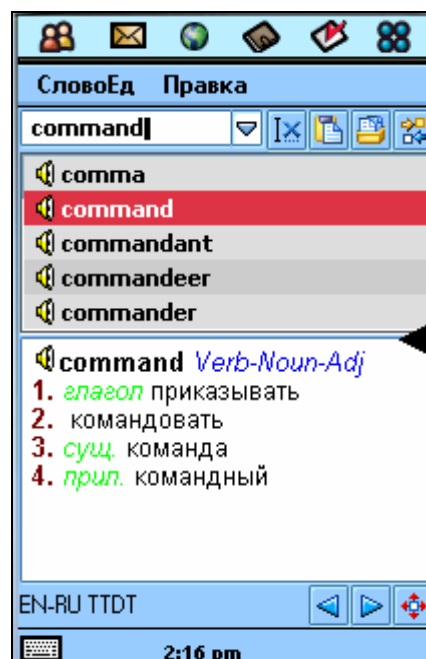 СловоЕд Правка
command
comma
command
commandant
commandeer
commander
command Verb-Noun-Adj
1. глагол приказывать
2. командовать
3. сущ. команда
4. прил. командный
EN-RU TTDT
2:16 pm